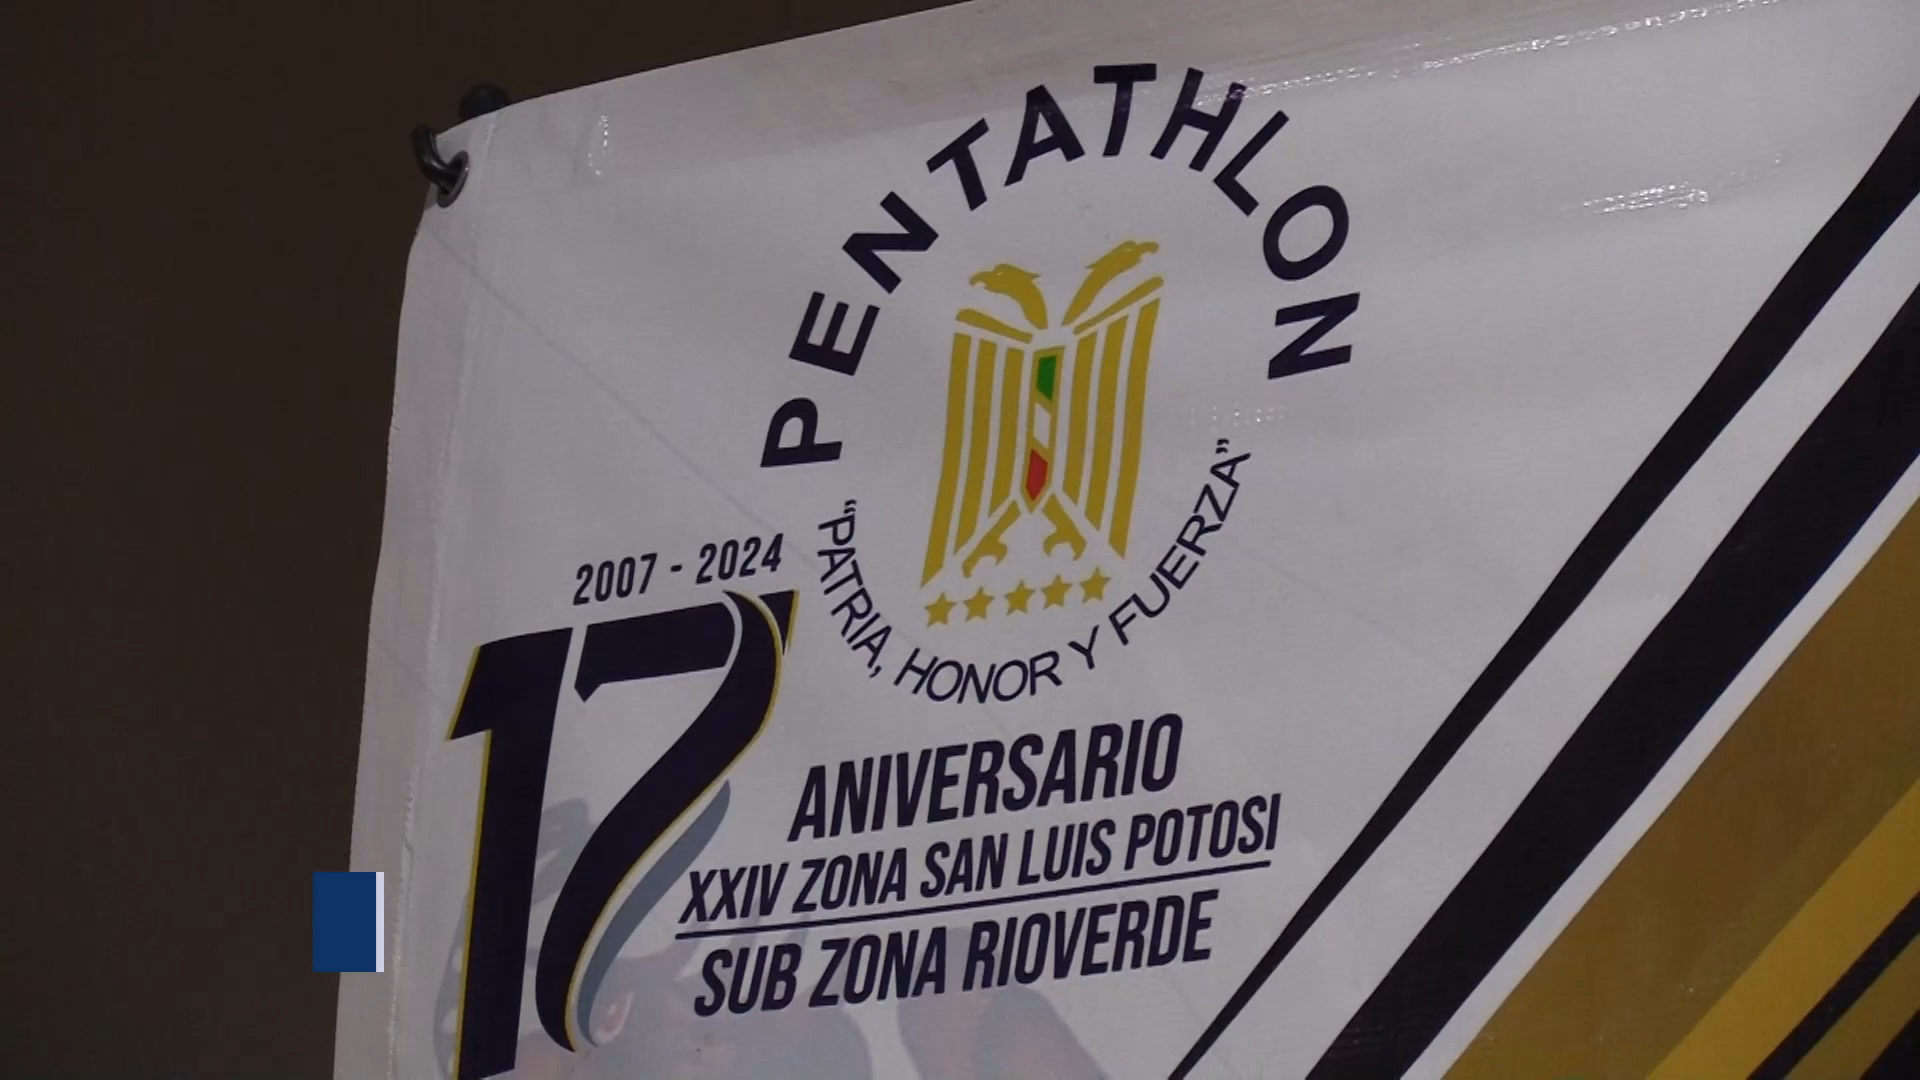 PENTATHLON
"PATRIA, HONOR Y FUERZA"
2007 - 2024
17
ANIVERSARIO
XXIV ZONA SAN LUIS POTOSI
SUB ZONA RIOVERDE